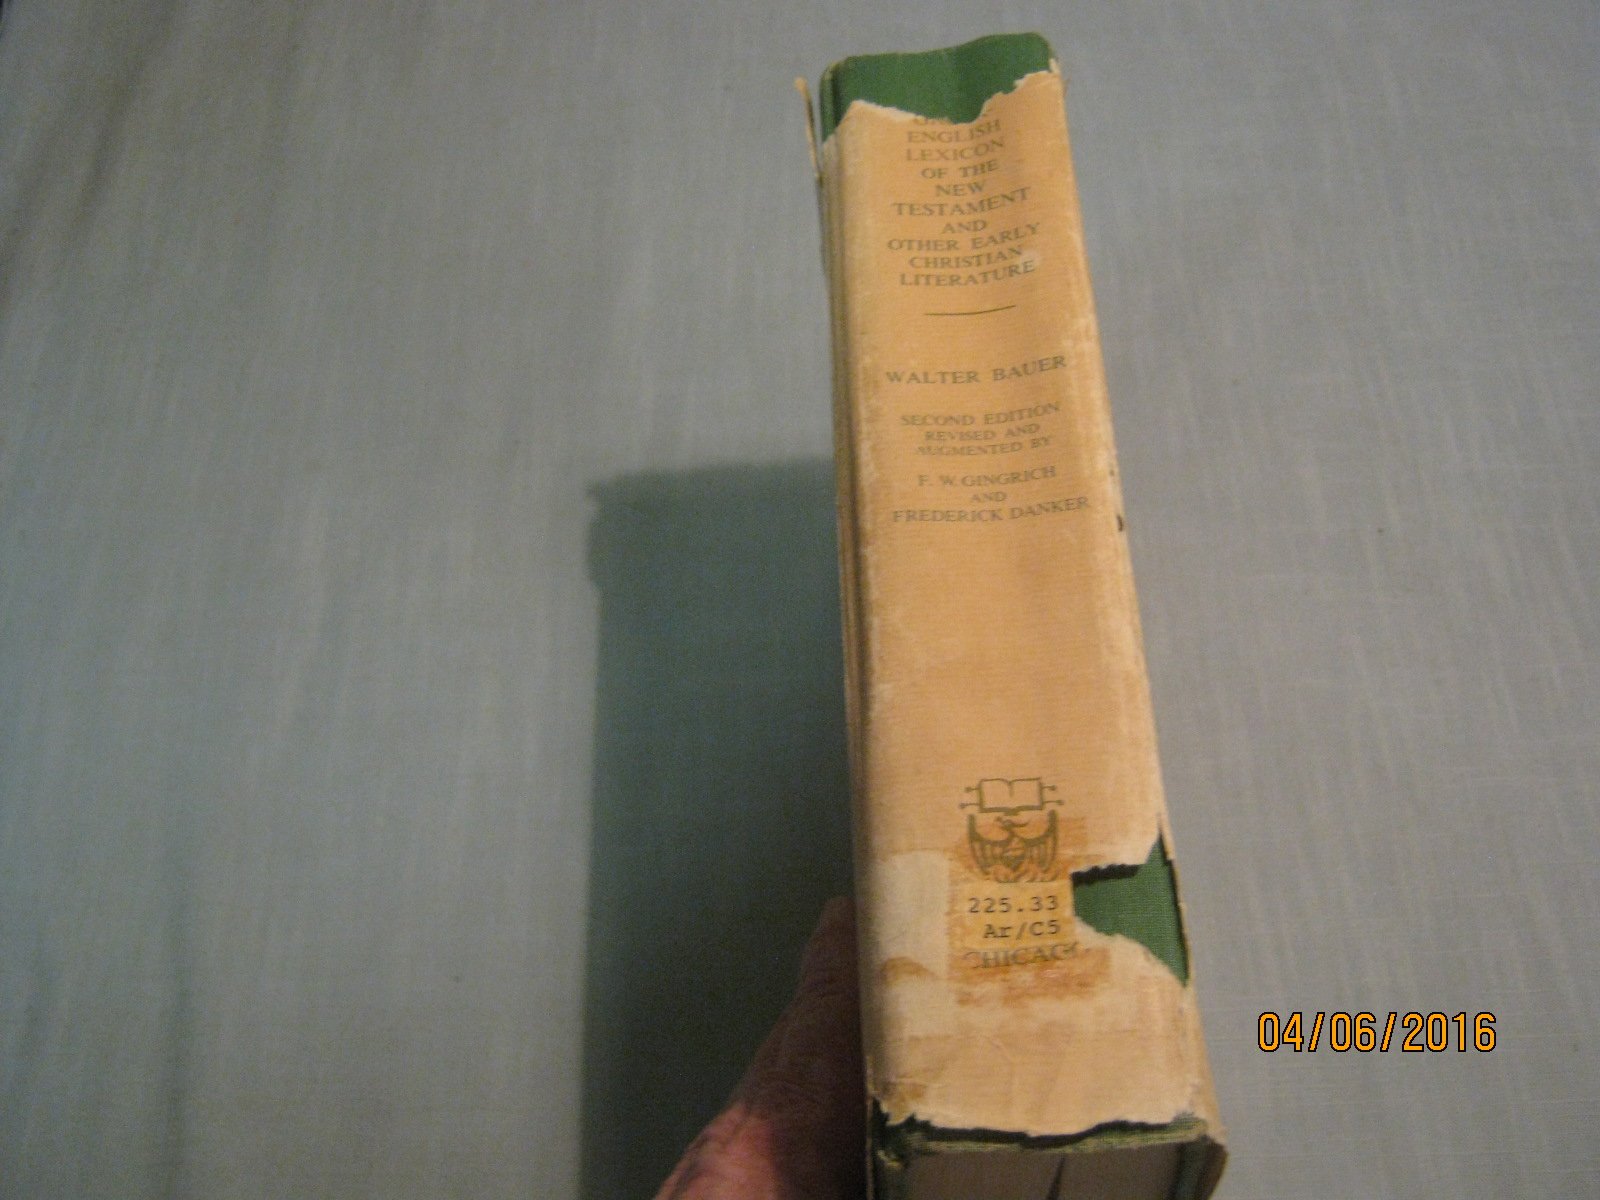 ENGLISH
LEXICON
OF THE
NEW
TESTAMENT
AND
OTHER EARLY
CHRISTIAN
LITERATURE
WALTER BAUER
SECOND EDITION
REVISED AND
AUGMENTED BY
F. W. GINGRICH
AND
FREDERICK DANKER
225.33
Ar/C5
CHICAG
04/06/2016